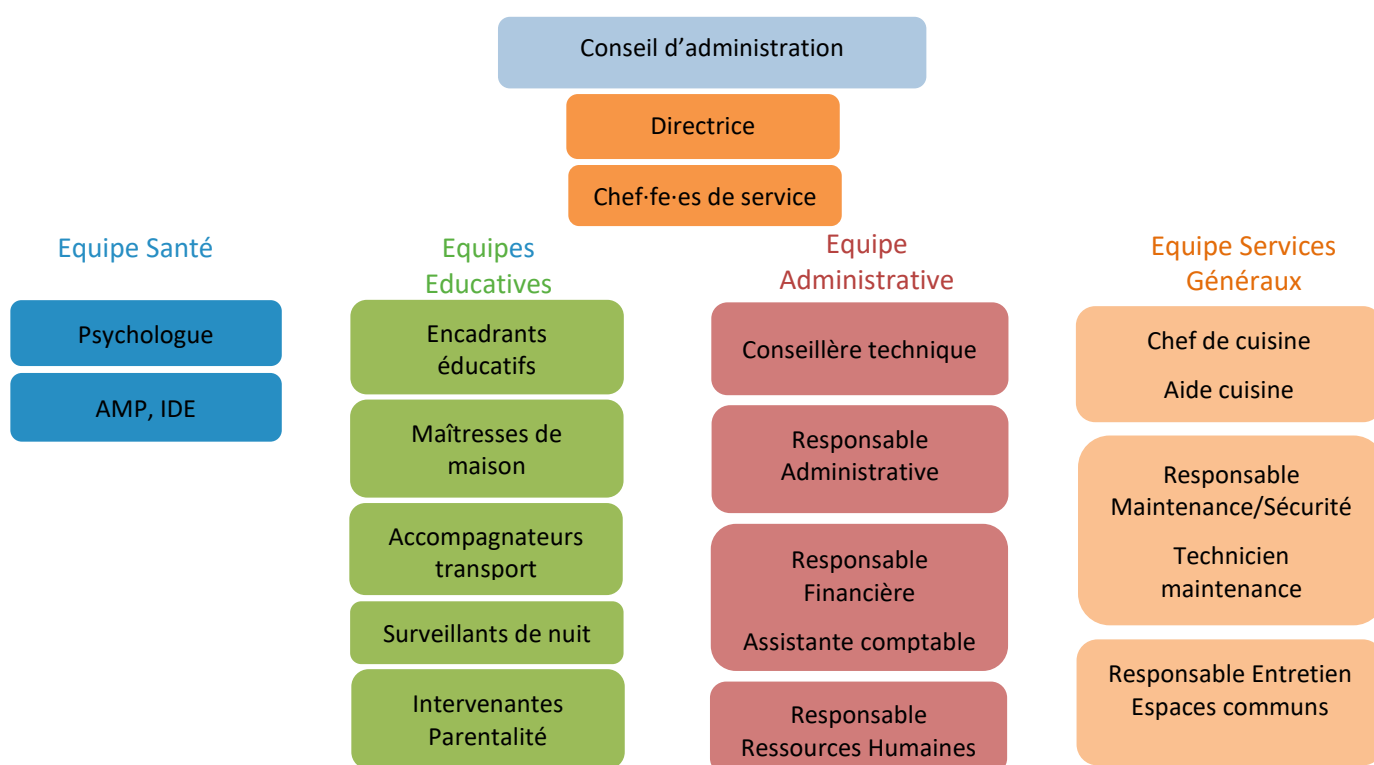 Conseil d’administration
Directrice
Chef·fe·es de service
Equipe Santé
Psychologue
AMP, IDE
Equipes
Educatives
Encadrants
éducatifs
Maîtresses de
maison
Accompagnateurs
transport
Surveillants de nuit
Intervenantes
Parentalité
Equipe
Administrative
Conseillère technique
Responsable
Administrative
Responsable
Financière
Assistante comptable
Responsable
Ressources Humaines
Equipe Services
Généraux
Chef de cuisine
Aide cuisine
Responsable
Maintenance/Sécurité
Technicien
maintenance
Responsable Entretien
Espaces communs